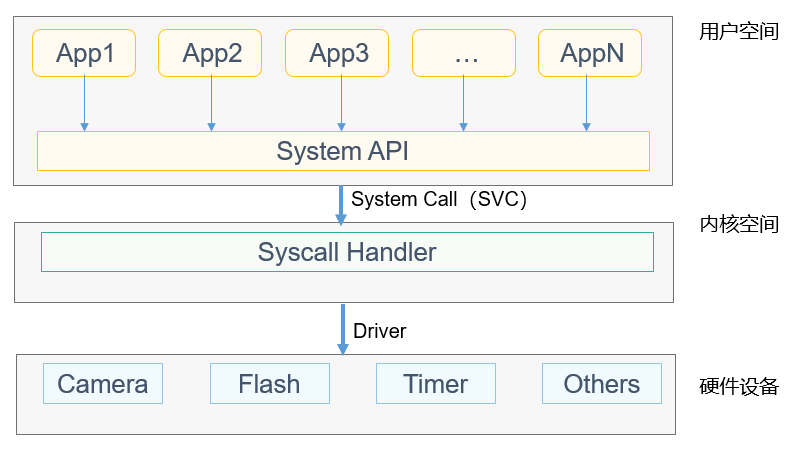 用户空间
App1 App2 App3 … AppN
System API
System Call（SVC）
内核空间
Syscall Handler
Driver
Camera Flash Timer Others
硬件设备